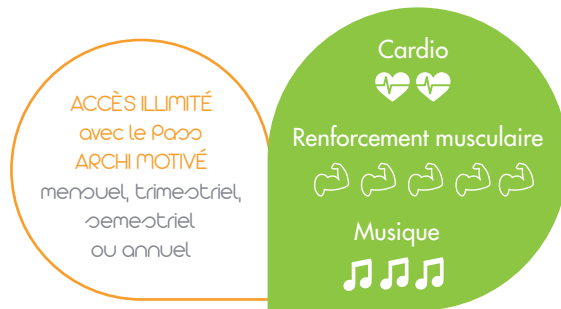 ACCÈS ILLIMITÉ
avec le Pass
ARCHI MOTIVÉ
mensuel, trimestriel,
semestriel
ou annuel
Cardio
Renforcement musculaire
Musique